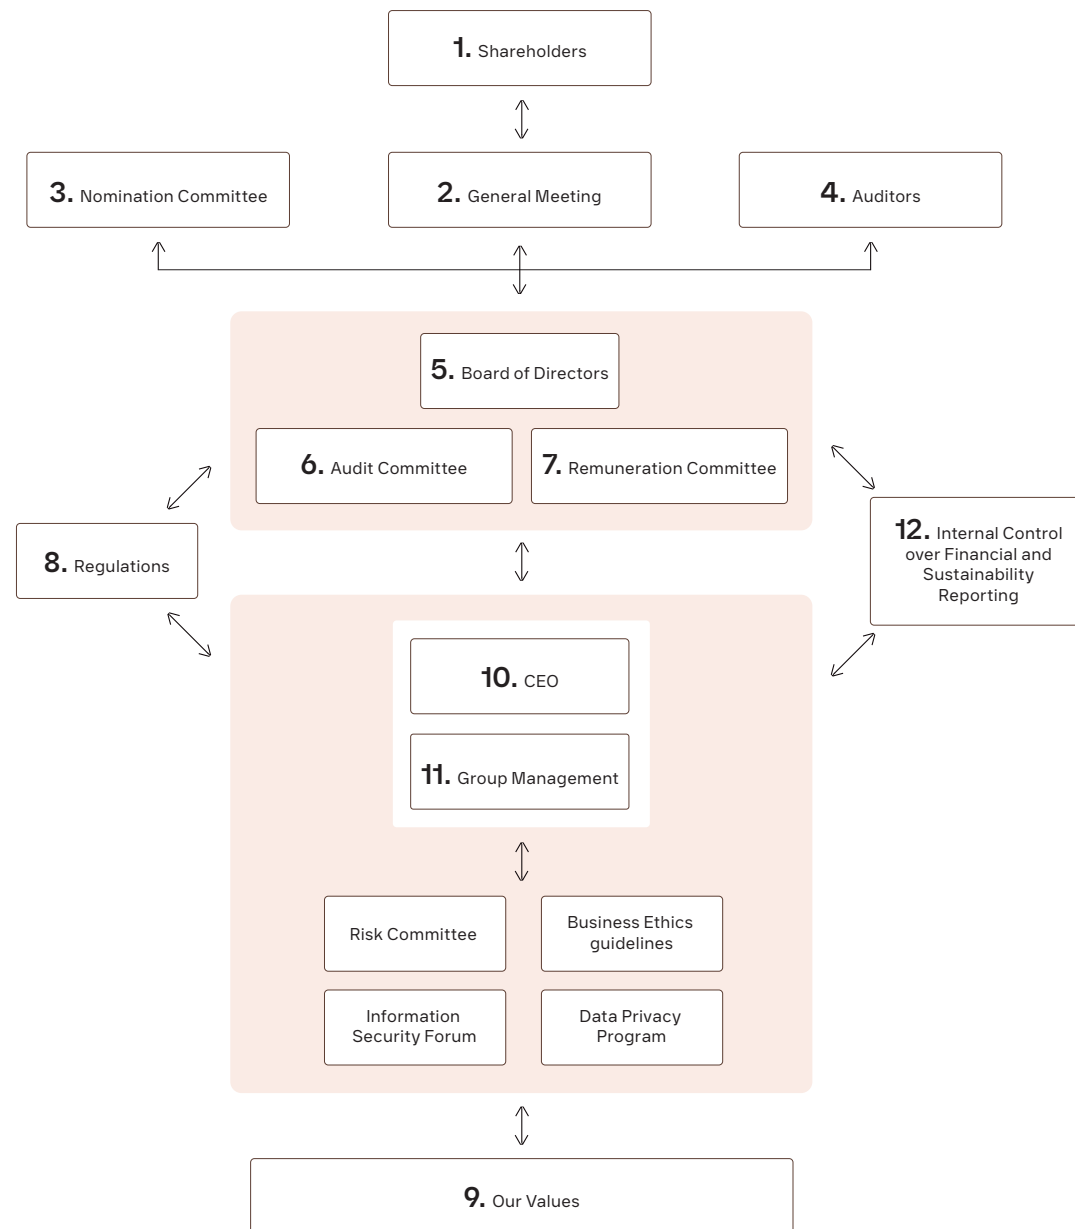 1. Shareholders
3. Nomination Committee
2. General Meeting
4. Auditors
5. Board of Directors
6. Audit Committee
7. Remuneration Committee
8. Regulations
12. Internal Control
over Financial and
Sustainability
Reporting
10. CEO
11. Group Management
Risk Committee
Business Ethics
guidelines
Information
Security Forum
Data Privacy
Program
9. Our Values